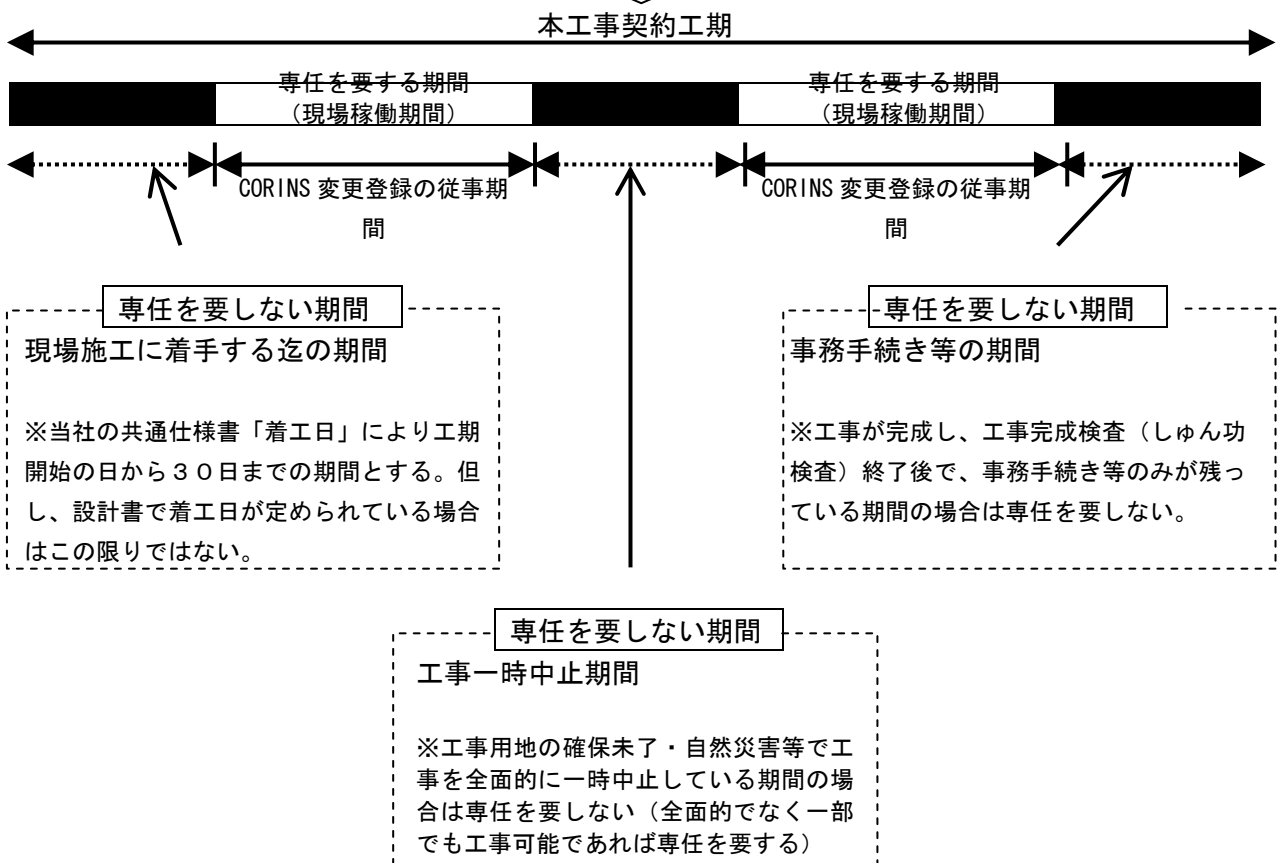 本工事契約工期
専任を要する期間
（現場稼働期間）
専任を要する期間
（現場稼働期間）
CORINS 変更登録の従事期
間
CORINS 変更登録の従事期
間
専任を要しない期間
現場施工に着手する迄の期間
※当社の共通仕様書「着工日」により工期
開始の日から３０日までの期間とする。但
し、設計書で着工日が定められている場合
はこの限りではない。
専任を要しない期間
事務手続き等の期間
※工事が完成し、工事完成検査（しゅん功
検査）終了後で、事務手続き等のみが残っ
ている期間の場合は専任を要しない。
専任を要しない期間
工事一時中止期間
※工事用地の確保未了・自然災害等で工
事を全面的に一時中止している期間の場
合は専任を要しない（全面的でなく一部
でも工事可能であれば専任を要する）